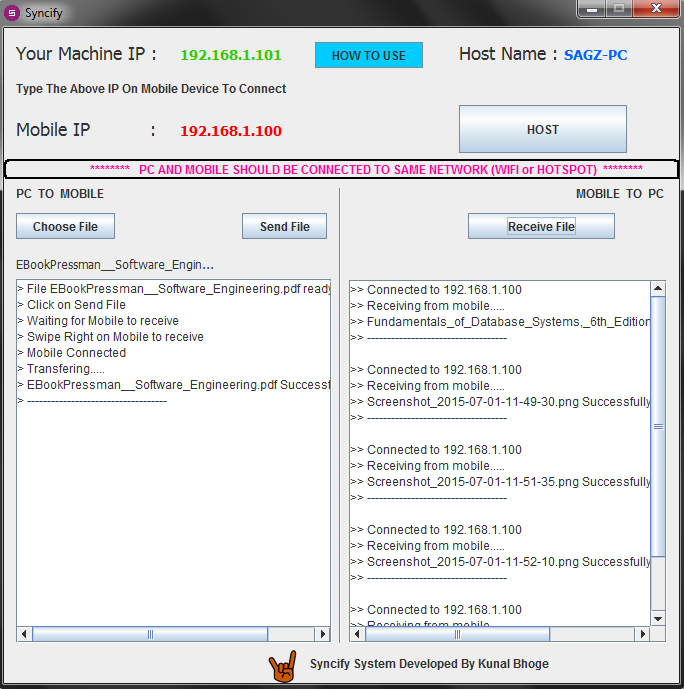 Syncify
Your Machine IP : 192.168.1.101 HOW TO USE Host Name : SAGZ-PC
Type The Above IP On Mobile Device To Connect
Mobile IP : 192.168.1.100 HOST
******** PC AND MOBILE SHOULD BE CONNECTED TO SAME NETWORK (WIFI or HOTSPOT) ********
PC TO MOBILE
Choose File Send File
EBookPressman__Software_Engin...
> File EBookPressman__Software_Engineering.pdf ready
> Click on Send File
> Waiting for Mobile to receive
> Swipe Right on Mobile to receive
> Mobile Connected
> Transfering.....
> EBookPressman__Software_Engineering.pdf Successf
> -----------------------------------
MOBILE TO PC
Receive File
>> Connected to 192.168.1.100
>> Receiving from mobile.....
>> Fundamentals_of_Database_Systems,_6th_Edition
>> -----------------------------------
>> Connected to 192.168.1.100
>> Receiving from mobile.....
>> Screenshot_2015-07-01-11-49-30.png Successfully
>> -----------------------------------
>> Connected to 192.168.1.100
>> Receiving from mobile.....
>> Screenshot_2015-07-01-11-51-35.png Successfully
>> -----------------------------------
>> Connected to 192.168.1.100
>> Receiving from mobile.....
>> Screenshot_2015-07-01-11-52-10.png Successfully
>> -----------------------------------
>> Connected to 192.168.1.100
>> Receiving from mobile.....
Syncify System Developed By Kunal Bhoge